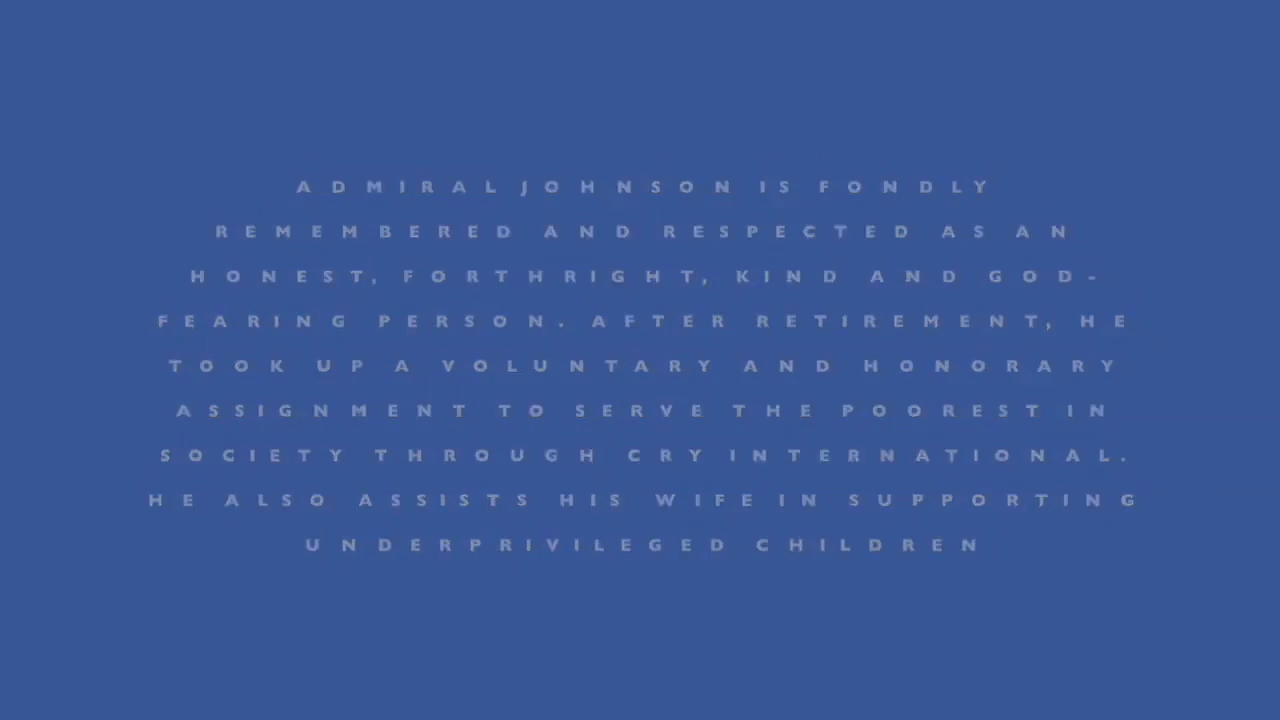 ADMIRAL JOHNSON IS FONDLY
REMEMBERED AND RESPECTED AS AN
HONEST, FORTHRIGHT, KIND AND GOD-
FEARING PERSON. AFTER RETIREMENT, HE
TOOK UP A VOLUNTARY AND HONORARY
ASSIGNMENT TO SERVE THE POOREST IN
SOCIETY THROUGH CRY INTERNATIONAL.
HE ALSO ASSISTS HIS WIFE IN SUPPORTING
UNDERPRIVILEGED CHILDREN